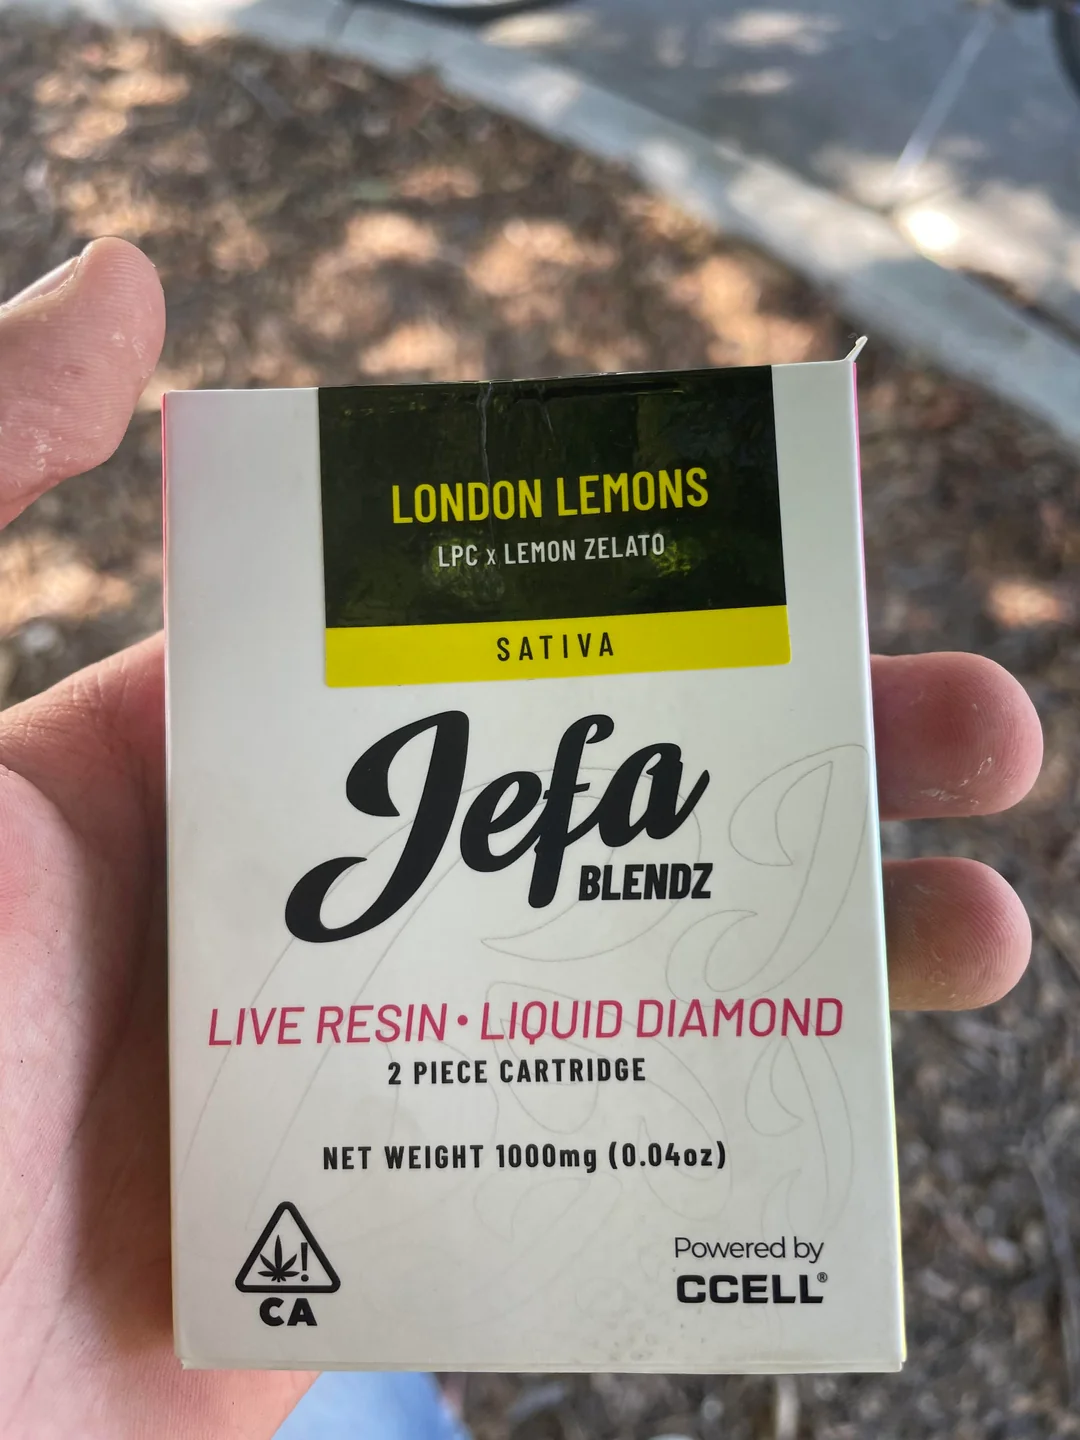 LONDON LEMONS
LPC x LEMON ZELATO
SATIVA
Jefa
BLENDZ
LIVE RESIN • LIQUID DIAMOND
2 PIECE CARTRIDGE
NET WEIGHT 1000mg (0.04oz)
!
CA
Powered by
CCELL®